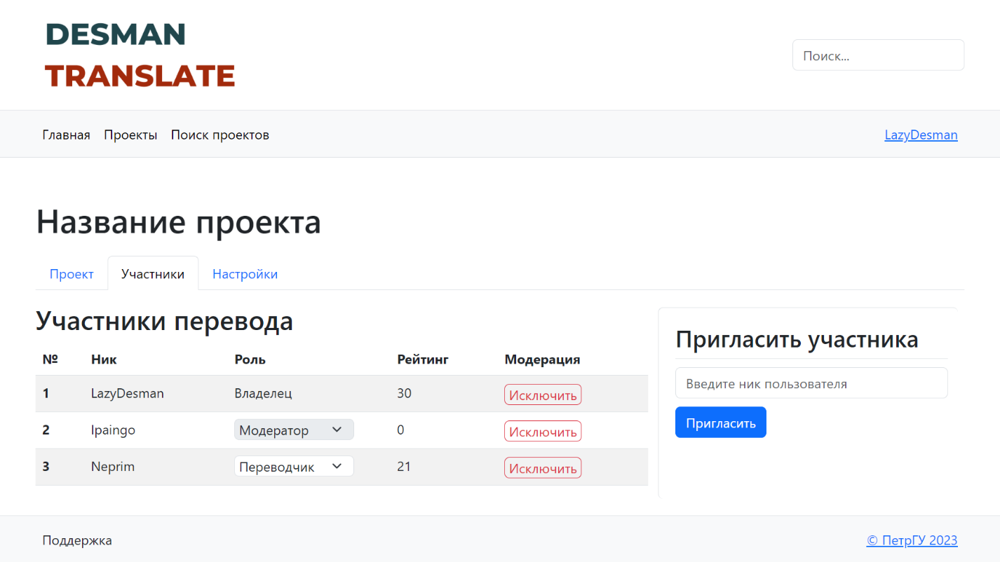 DESMAN
TRANSLATE
Поиск...
Главная Проекты Поиск проектов LazyDesman
Название проекта
Проект Участники Настройки
Участники перевода
№ Ник Роль Рейтинг Модерация
1 LazyDesman Владелец 30 Исключить
2 Ipaingo Модератор 0 Исключить
3 Neprim Переводчик 21 Исключить
Пригласить участника
Введите ник пользователя
Пригласить
Поддержка © ПетрГУ 2023